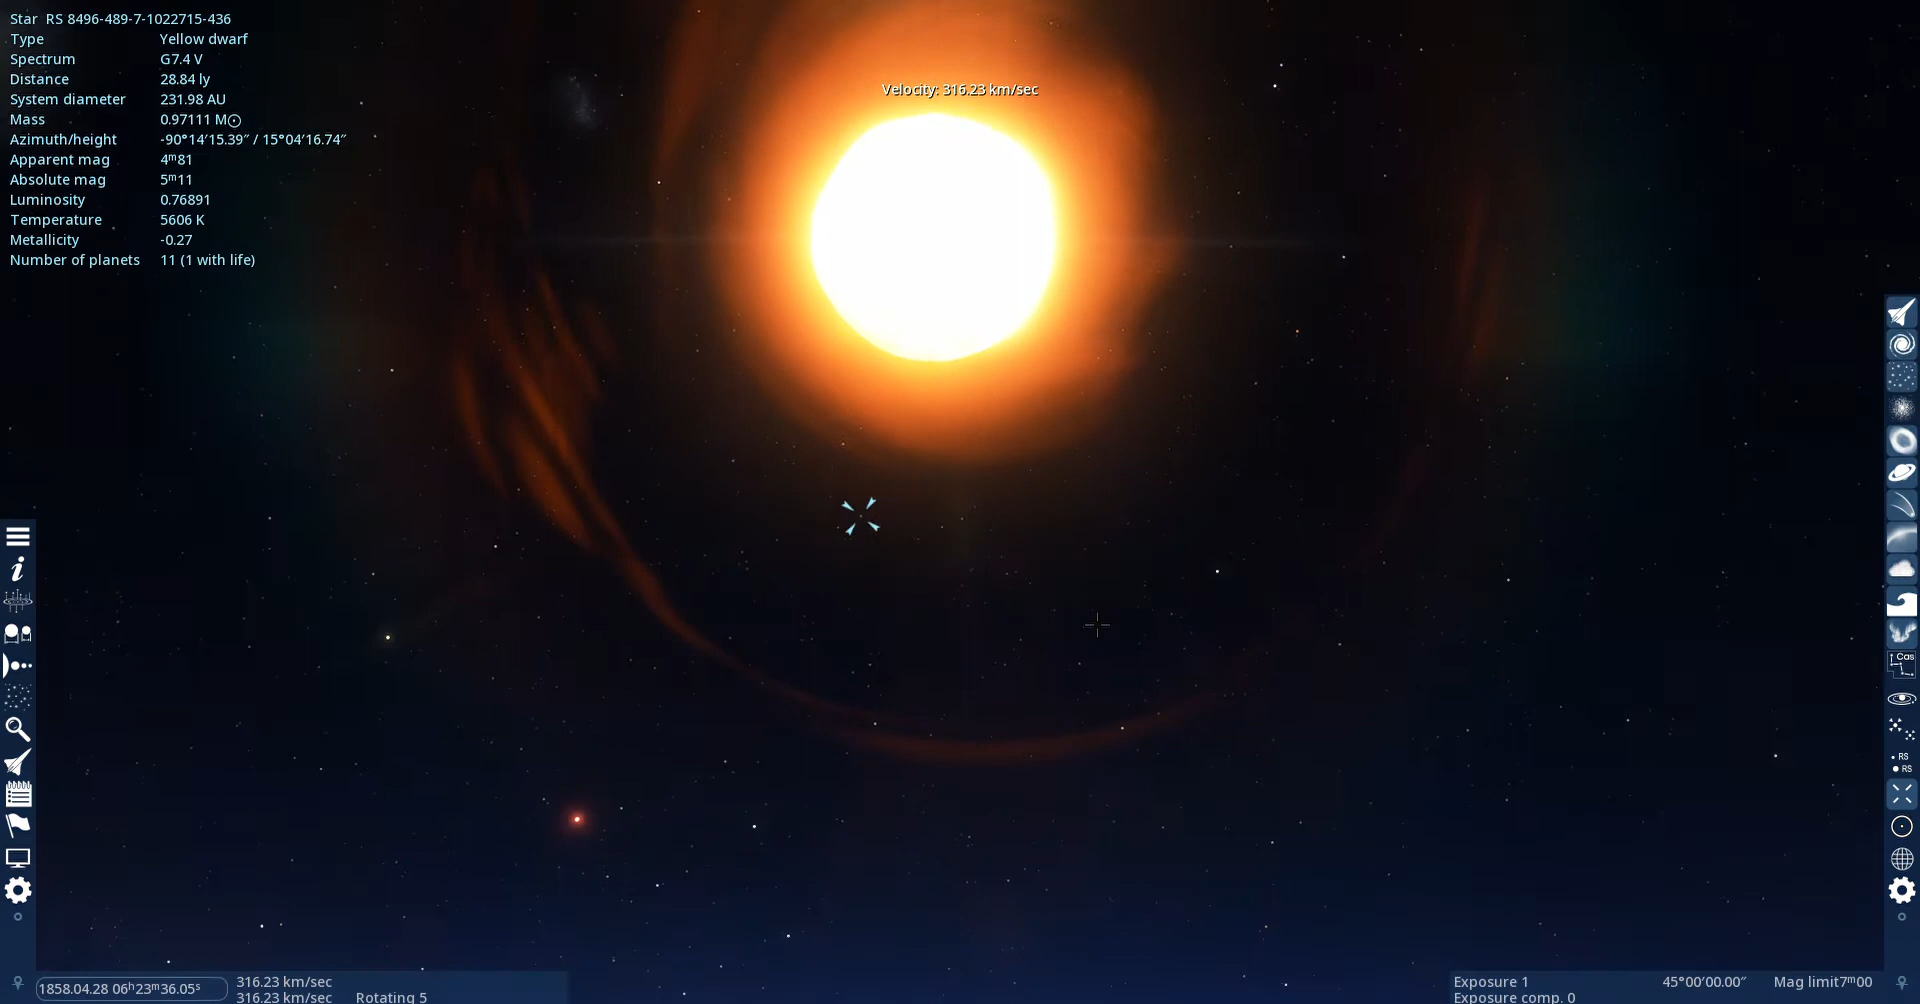 Star RS 8496-489-7-1022715-436
Type Yellow dwarf
Spectrum G7.4 V
Distance 28.84 ly
System diameter 231.98 AU
Mass 0.97111 M☉
Azimuth/height -90°14′15.39″ / 15°04′16.74″
Apparent mag 4ᵐ81
Absolute mag 5ᵐ11
Luminosity 0.76891
Temperature 5606 K
Metallicity -0.27
Number of planets 11 (1 with life)
Velocity: 316.23 km/sec
Cas
RS
RS
1858.04.28 06ʰ23ᵐ36.05ˢ
316.23 km/sec
316.23 km/sec Rotating 5
Exposure 1 45°00′00.00″ Mag limit7ᵐ00
Exposure comp. 0